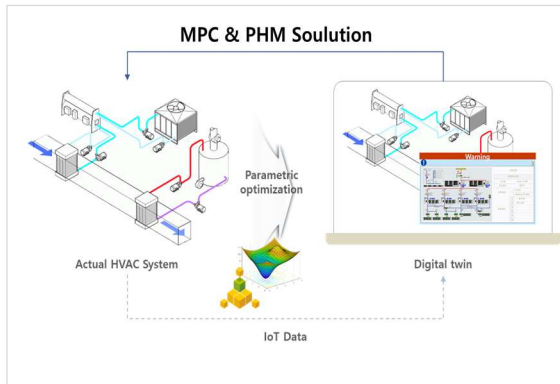 MPC & PHM Soulution
Warning
Parametric
optimization
Actual HVAC System
Digital twin
IoT Data